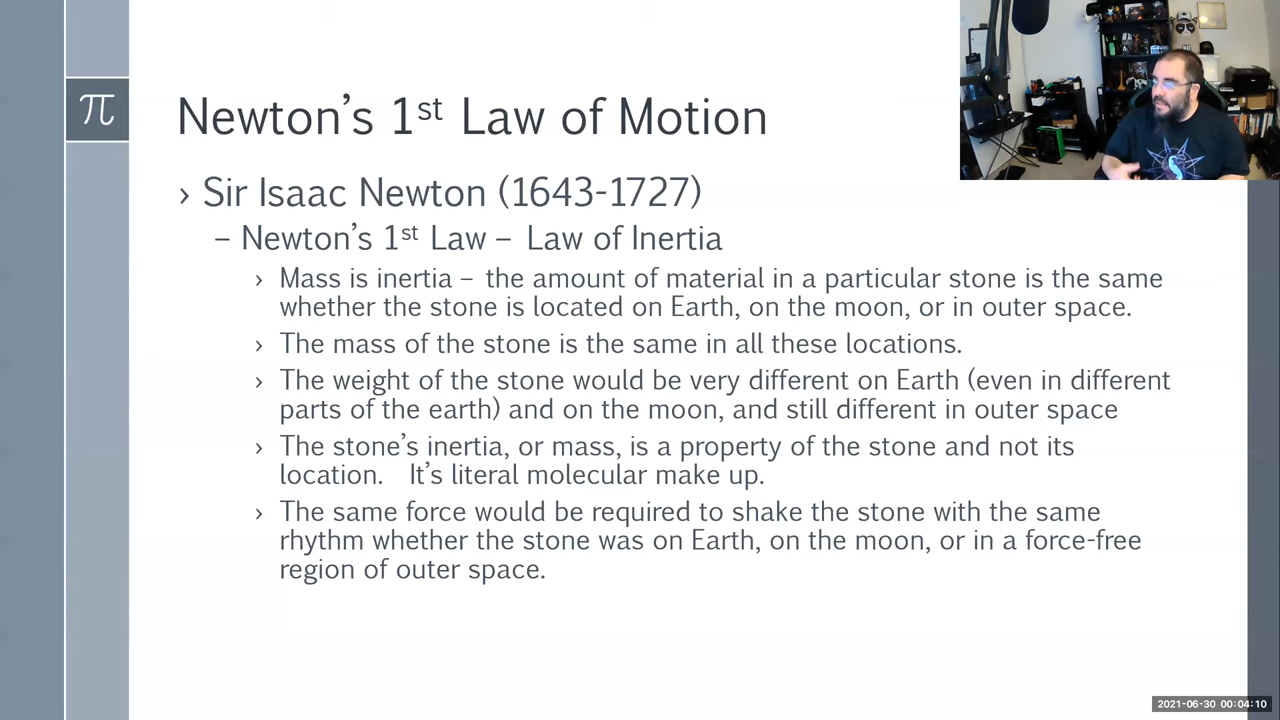 π
Newton’s 1st Law of Motion
› Sir Isaac Newton (1643-1727)
– Newton’s 1st Law – Law of Inertia
› Mass is inertia – the amount of material in a particular stone is the same
whether the stone is located on Earth, on the moon, or in outer space.
› The mass of the stone is the same in all these locations.
› The weight of the stone would be very different on Earth (even in different
parts of the earth) and on the moon, and still different in outer space
› The stone’s inertia, or mass, is a property of the stone and not its
location. It’s literal molecular make up.
› The same force would be required to shake the stone with the same
rhythm whether the stone was on Earth, on the moon, or in a force-free
region of outer space.
2021-06-30 00:04:10